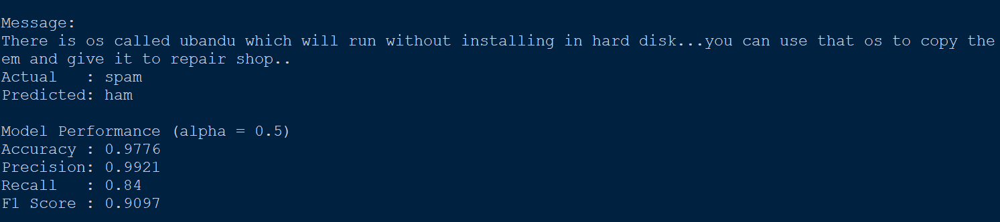 Message:
There is os called ubandu which will run without installing in hard disk...you can use that os to copy the
em and give it to repair shop..
Actual   : spam
Predicted: ham
Model Performance (alpha = 0.5)
Accuracy : 0.9776
Precision: 0.9921
Recall   : 0.84
F1 Score : 0.9097